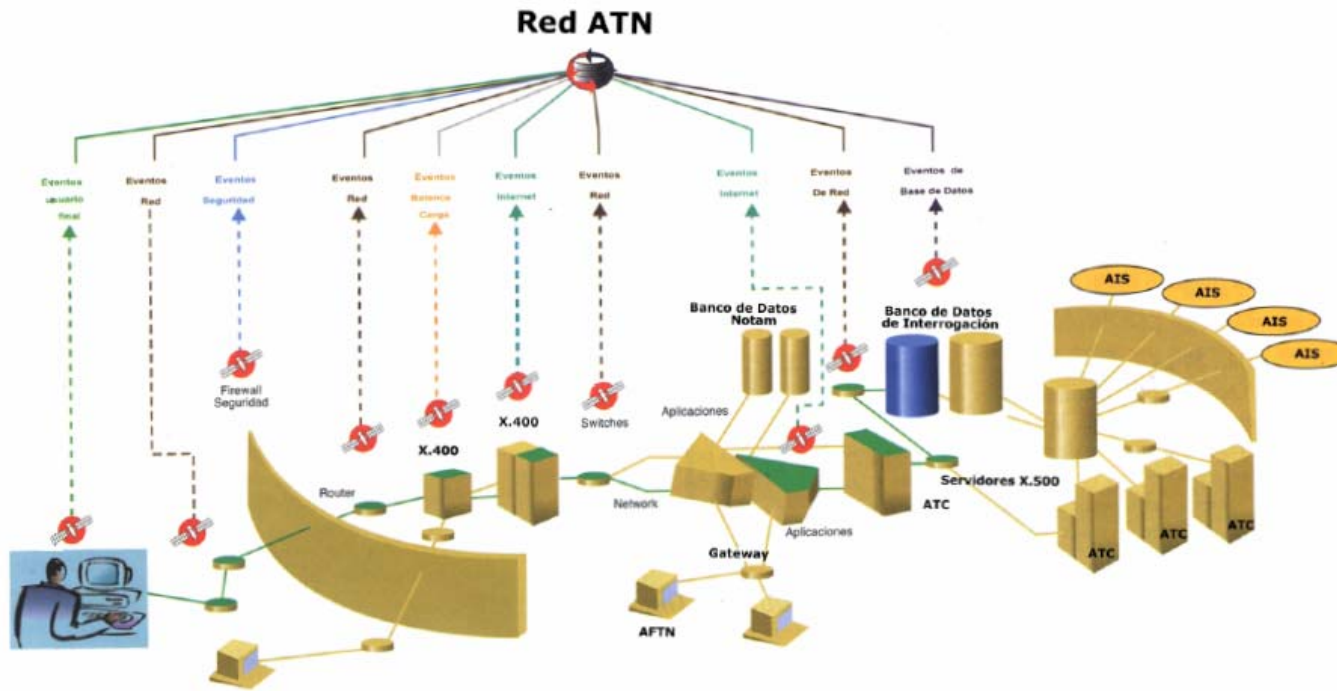 Red ATN
Eventos
usuario
final
Eventos
Red
Eventos
Seguridad
Eventos
Red
Eventos
Balance
Carga
Eventos
Internet
Eventos
Red
Eventos
Internet
Eventos
De Red
Eventos de
Base de Datos
Firewall
Seguridad
X.400
X.400
Switches
Banco de Datos
Notam
Banco de Datos
de Interrogación
AIS
AIS
AIS
AIS
Aplicaciones
Router
Network
Aplicaciones
ATC
Servidores X.500
ATC
ATC
ATC
Gateway
AFTN